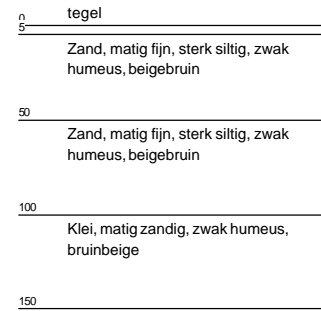 0 tegel
5
Zand, matig fijn, sterk siltig, zwak
humeus, beigebruin
50
Zand, matig fijn, sterk siltig, zwak
humeus, beigebruin
100
Klei, matig zandig, zwak humeus,
bruinbeige
150